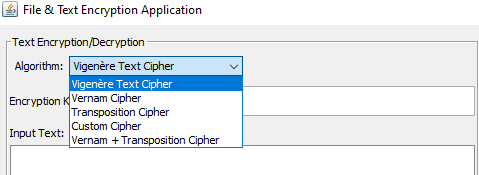 File & Text Encryption Application
Text Encryption/Decryption
Algorithm: Vigenère Text Cipher
Vigenère Text Cipher
Vernam Cipher
Encryption K
Transposition Cipher
Custom Cipher
Input Text:
Vernam + Transposition Cipher